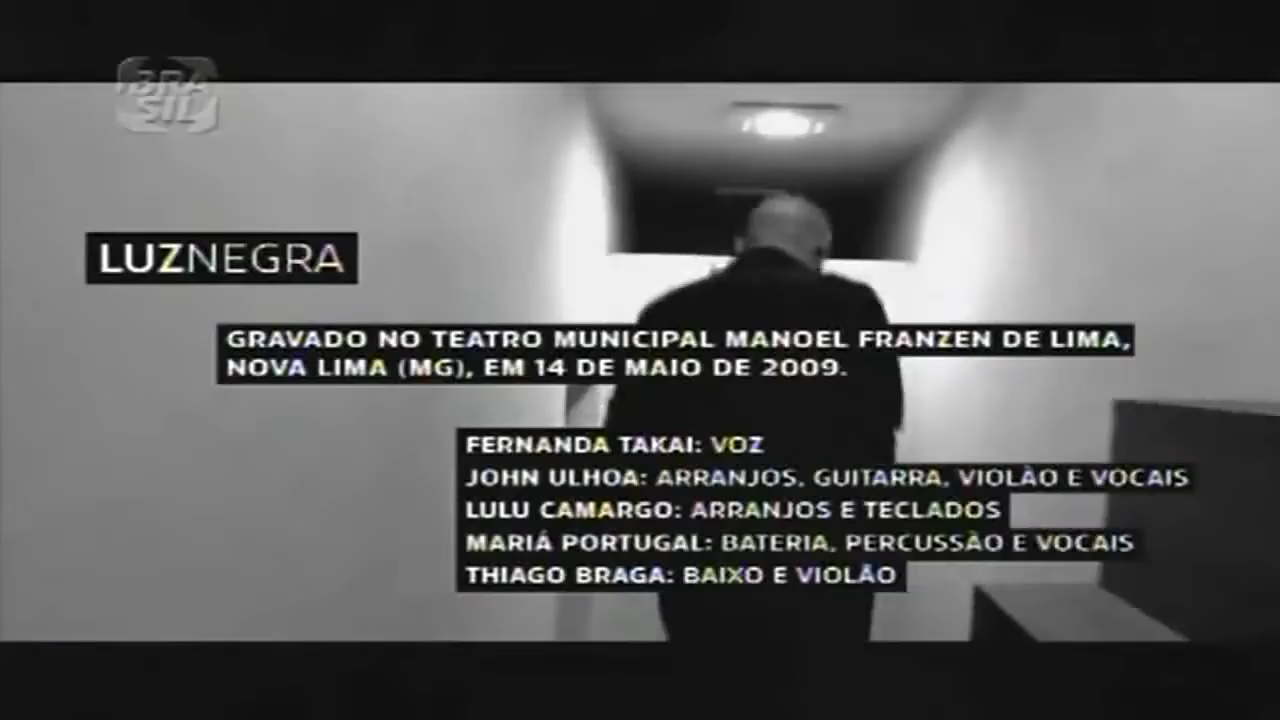 BRA
SIL
LUZNEGRA
GRAVADO NO TEATRO MUNICIPAL MANOEL FRANZEN DE LIMA,
NOVA LIMA (MG), EM 14 DE MAIO DE 2009.
FERNANDA TAKAI: VOZ
JOHN ULHOA: ARRANJOS, GUITARRA, VIOLÃO E VOCAIS
LULU CAMARGO: ARRANJOS E TECLADOS
MARIÁ PORTUGAL: BATERIA, PERCUSSÃO E VOCAIS
THIAGO BRAGA: BAIXO E VIOLÃO